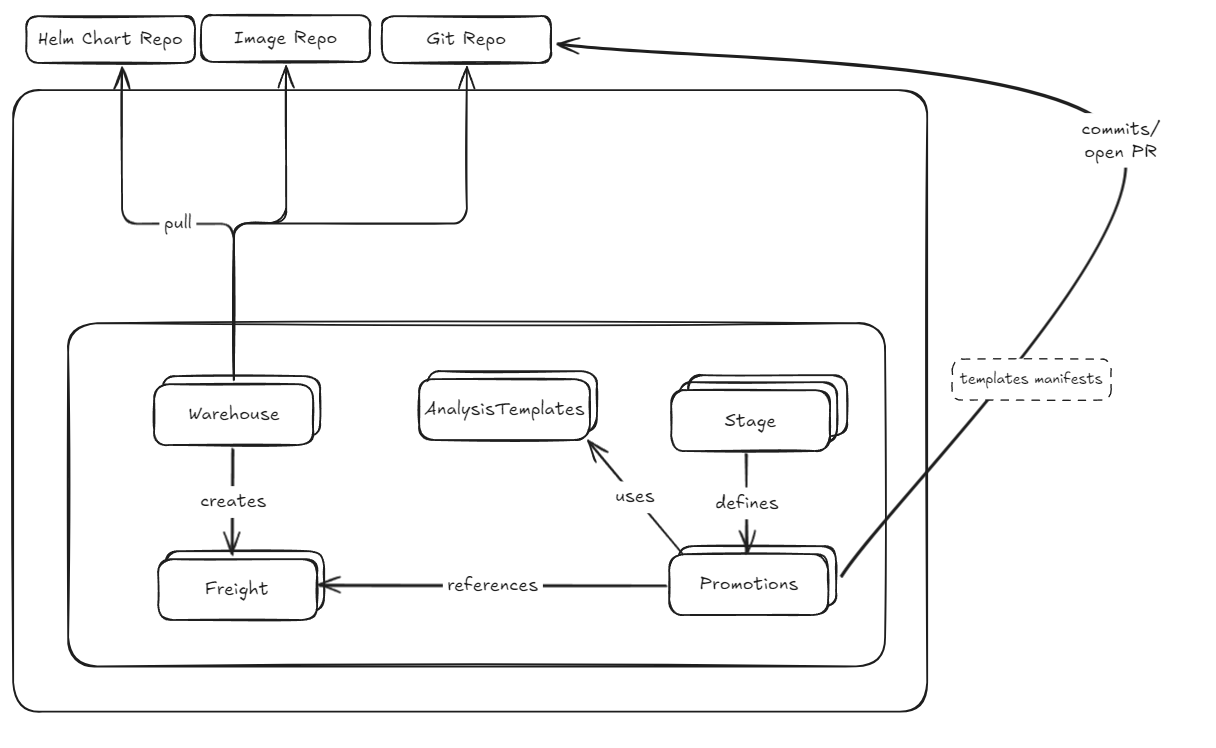 Helm Chart Repo
Image Repo
Git Repo
commits/
open PR
pull
templates manifests
Warehouse
AnalysisTemplates
Stage
creates
uses
defines
Freight
references
Promotions